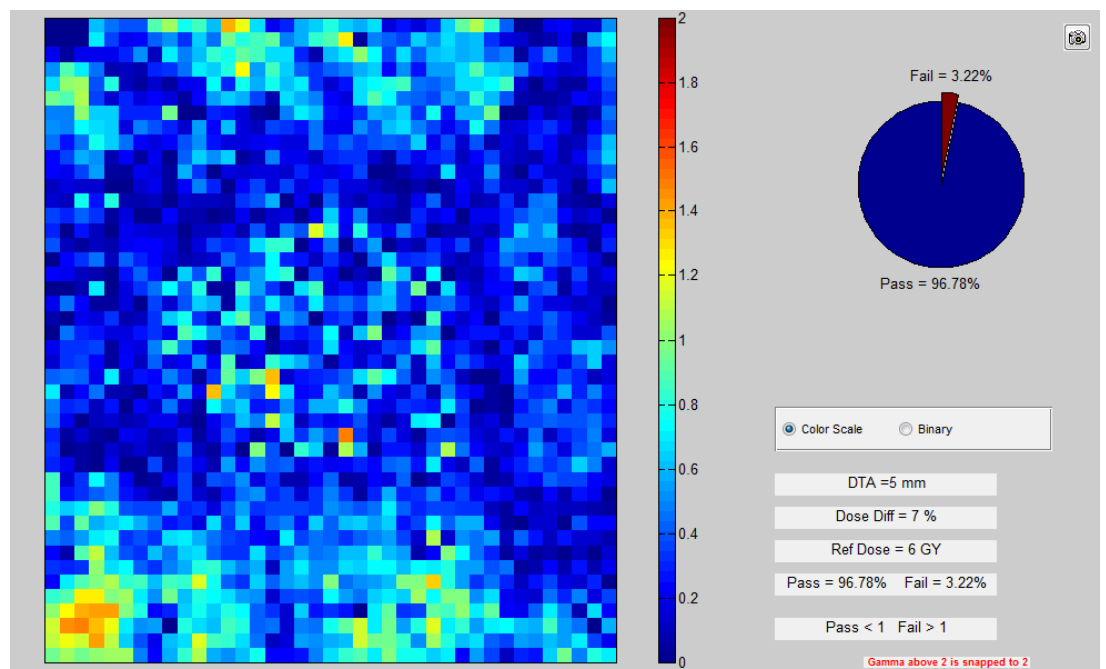 2
1.8
1.6
1.4
1.2
1
0.8
0.6
0.4
0.2
0
Fail = 3.22%
Pass = 96.78%
Color Scale Binary
DTA =5 mm
Dose Diff = 7 %
Ref Dose = 6 GY
Pass = 96.78% Fail = 3.22%
Pass < 1 Fail > 1
Gamma above 2 is snapped to 2